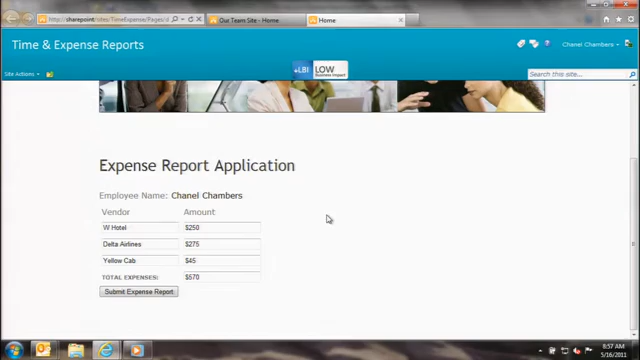 http://sharepoint/sites/TimeExpense/Pages/d
Our Team Site - Home
Home
Time & Expense Reports
Chanel Chambers
Site Actions
LBI LOW
Business Impact
Search this site...
Expense Report Application
Employee Name: Chanel Chambers
Vendor Amount
W Hotel $250
Delta Airlines $275
Yellow Cab $45
TOTAL EXPENSES: $570
Submit Expense Report
8:57 AM
5/16/2011